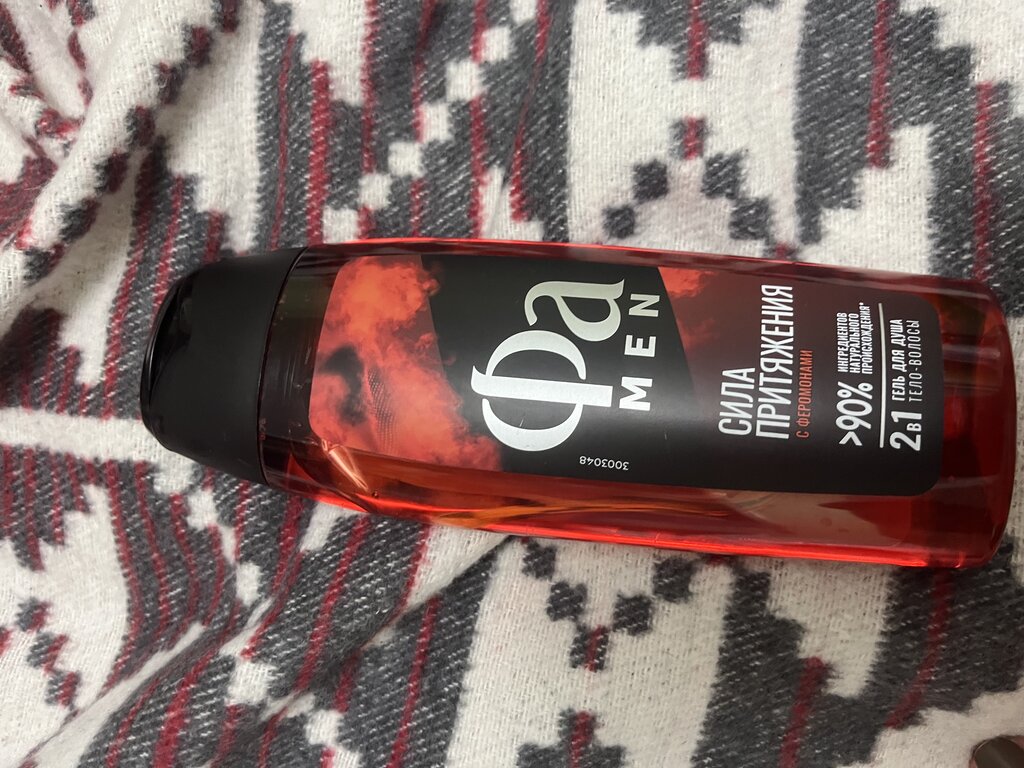 Фа
MEN
3003048
СИЛА
ПРИТЯЖЕНИЯ
С ФЕРОМОНАМИ
>90% ИНГРЕДИЕНТОВ
НАТУРАЛЬНОГО
ПРОИСХОЖДЕНИЯ*
2в1 ГЕЛЬ ДЛЯ ДУША
ТЕЛО·ВОЛОСЫ